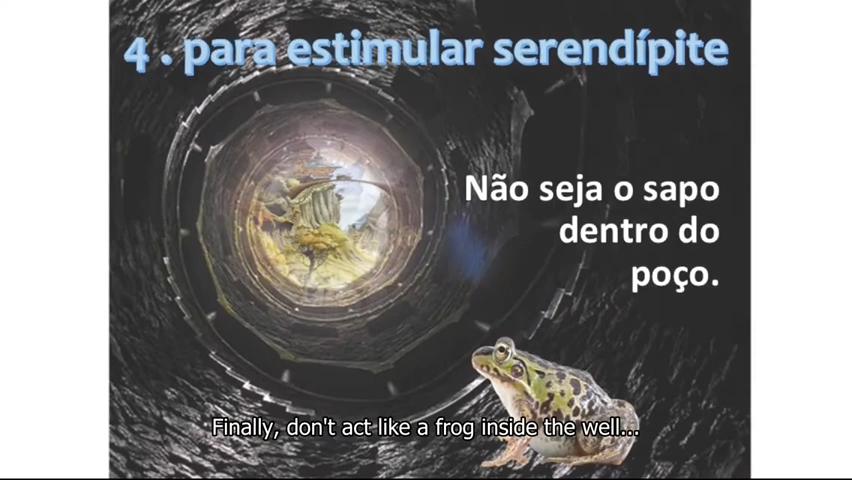 4 . para estimular serendípite
Não seja o sapo
dentro do
poço.
Finally, don't act like a frog inside the well...